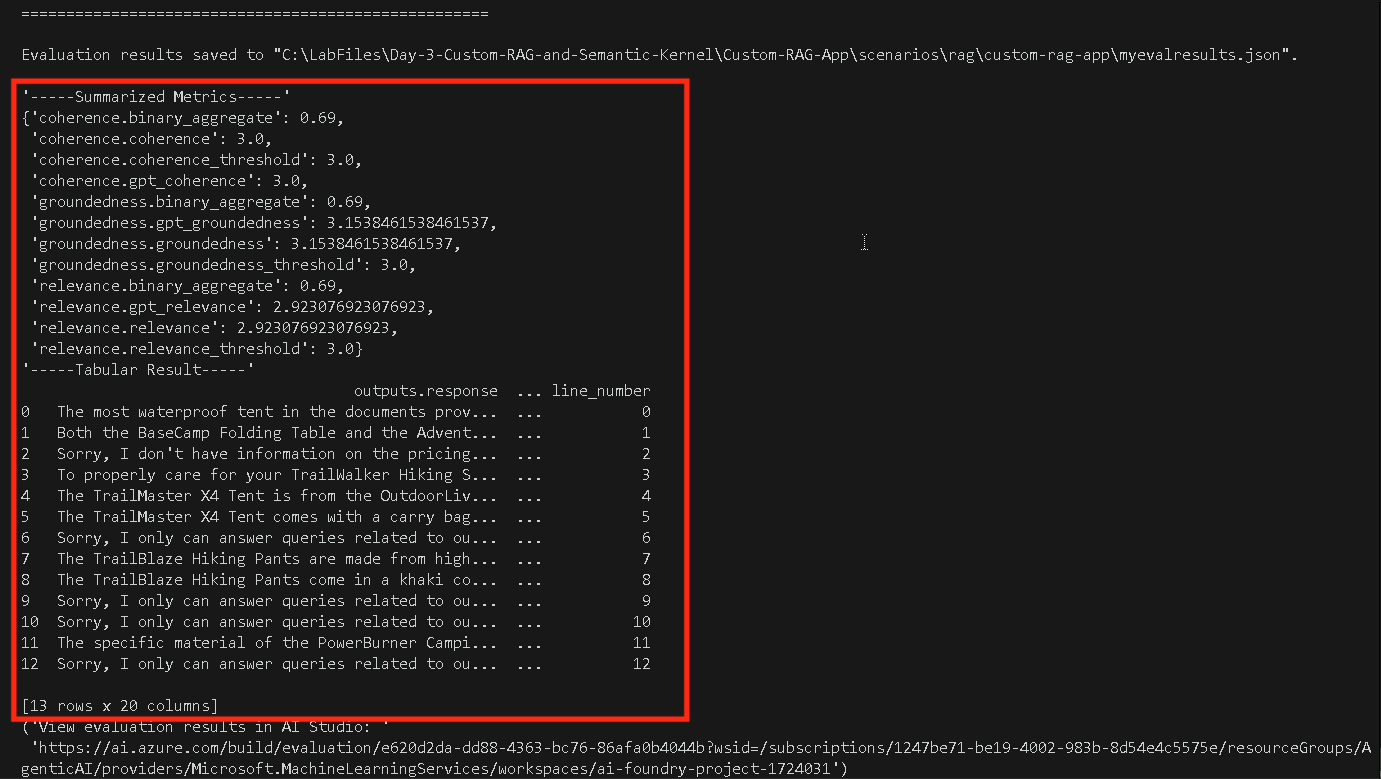 ====================================================
Evaluation results saved to "C:\LabFiles\Day-3-Custom-RAG-and-Semantic-Kernel\Custom-RAG-App\scenarios\rag\custom-rag-app\myevalresults.json".
'-----Summarized Metrics-----'
{'coherence.binary_aggregate': 0.69,
 'coherence.coherence': 3.0,
 'coherence.coherence_threshold': 3.0,
 'coherence.gpt_coherence': 3.0,
 'groundedness.binary_aggregate': 0.69,
 'groundedness.gpt_groundedness': 3.1538461538461537,
 'groundedness.groundedness': 3.1538461538461537,
 'groundedness.groundedness_threshold': 3.0,
 'relevance.binary_aggregate': 0.69,
 'relevance.gpt_relevance': 2.923076923076923,
 'relevance.relevance': 2.923076923076923,
 'relevance.relevance_threshold': 3.0}
'-----Tabular Result-----'
                                     outputs.response  ... line_number
0   The most waterproof tent in the documents prov...  ...           0
1   Both the BaseCamp Folding Table and the Advent...  ...           1
2   Sorry, I don't have information on the pricing...  ...           2
3   To properly care for your TrailWalker Hiking S...  ...           3
4   The TrailMaster X4 Tent is from the OutdoorLiv...  ...           4
5   The TrailMaster X4 Tent comes with a carry bag...  ...           5
6   Sorry, I only can answer queries related to ou...  ...           6
7   The TrailBlaze Hiking Pants are made from high...  ...           7
8   The TrailBlaze Hiking Pants come in a khaki co...  ...           8
9   Sorry, I only can answer queries related to ou...  ...           9
10  Sorry, I only can answer queries related to ou...  ...          10
11  The specific material of the PowerBurner Campi...  ...          11
12  Sorry, I only can answer queries related to ou...  ...          12
[13 rows x 20 columns]
('View evaluation results in AI Studio: '
 'https://ai.azure.com/build/evaluation/e620d2da-dd88-4363-bc76-86afa0b4044b?wsid=/subscriptions/1247be71-be19-4002-983b-8d54e4c5575e/resourceGroups/A
genticAI/providers/Microsoft.MachineLearningServices/workspaces/ai-foundry-project-1724031')